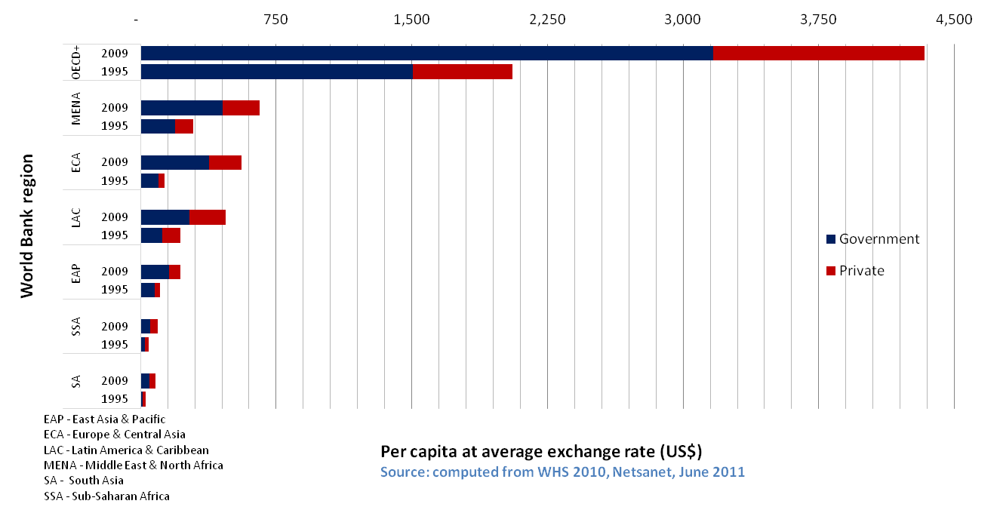 - 750 1,500 2,250 3,000 3,750 4,500
World Bank region
OECD+
2009
1995
MENA
2009
1995
ECA
2009
1995
LAC
2009
1995
EAP
2009
1995
SSA
2009
1995
SA
2009
1995
Government
Private
EAP - East Asia & Pacific
ECA - Europe & Central Asia
LAC - Latin America & Caribbean
MENA - Middle East & North Africa
SA - South Asia
SSA - Sub-Saharan Africa
Per capita at average exchange rate (US$)
Source: computed from WHS 2010, Netsanet, June 2011